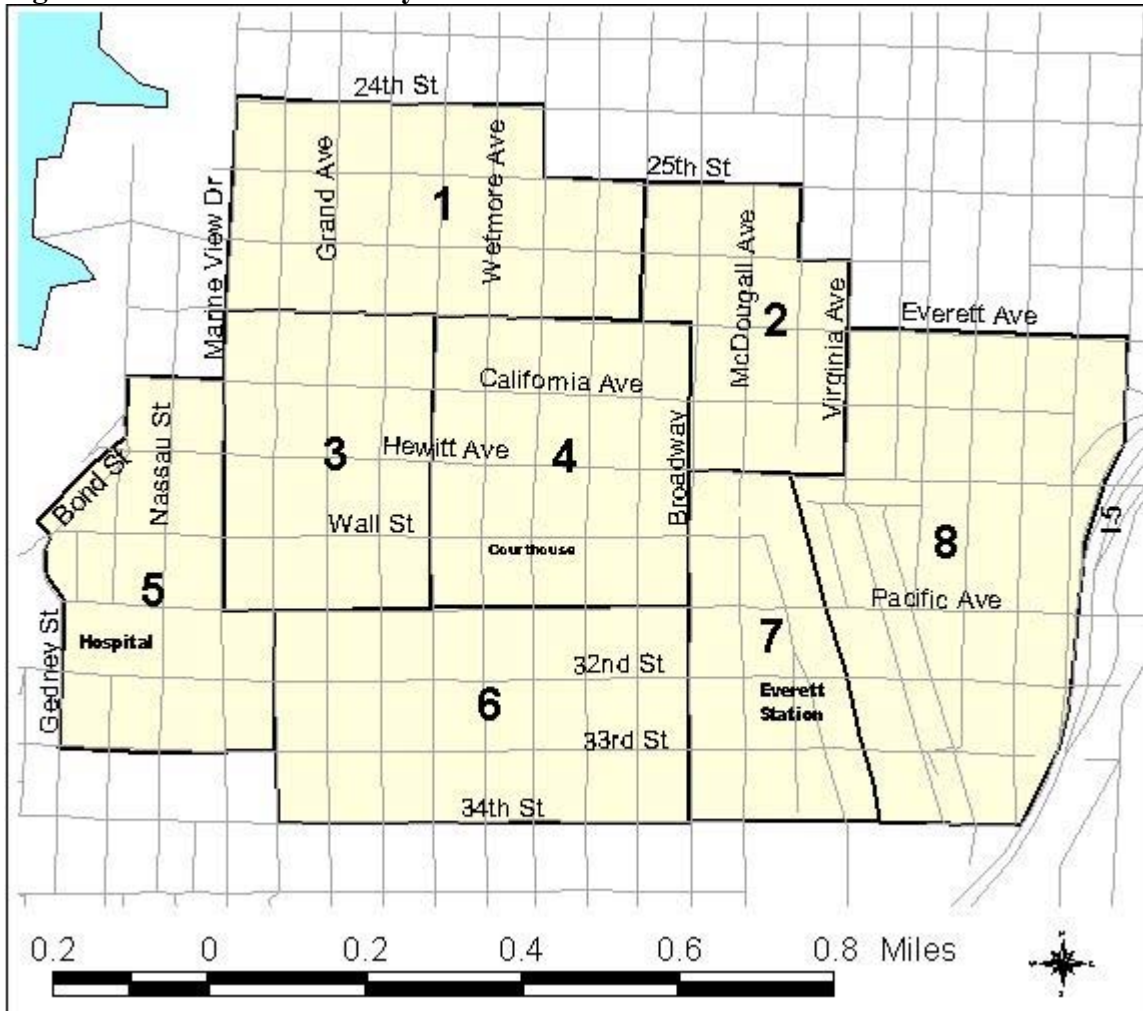 24th St
25th St
Marine View Dr
Grand Ave
Wetmore Ave
1
McDougall Ave
2
Virginia Ave
Everett Ave
California Ave
Hewitt Ave
3
4
Broadway
Bond St
Nassau St
Wall St
Courthouse
8
I-5
5
Pacific Ave
Gedney St
Hospital
7
32nd St
6
Everett
Station
33rd St
34th St
0.2 0 0.2 0.4 0.6 0.8 Miles